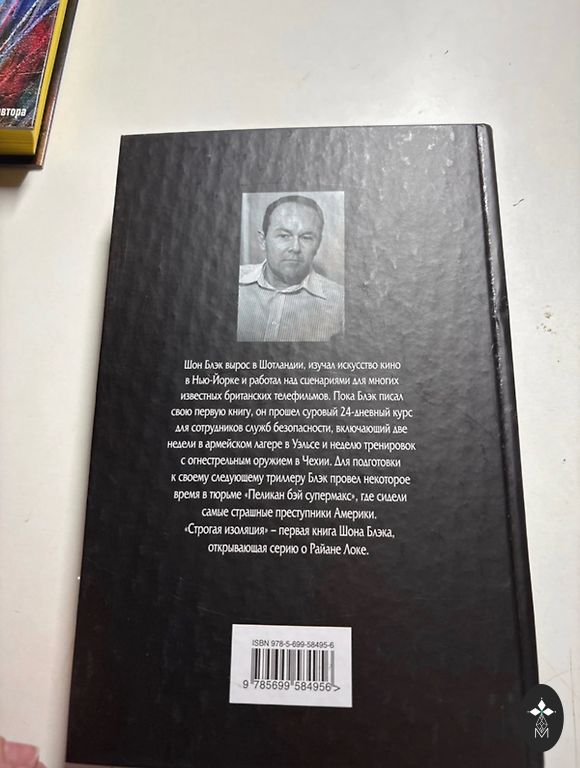 автора
Шон Блэк вырос в Шотландии, изучал искусство кино
в Нью-Йорке и работал над сценариями для многих
известных британских телефильмов. Пока Блэк писал
свою первую книгу, он прошел суровый 24-дневный курс
для сотрудников служб безопасности, включающий две
недели в армейском лагере в Уэльсе и неделю тренировок
с огнестрельным оружием в Чехии. Для подготовки
к своему следующему триллеру Блэк провел некоторое
время в тюрьме «Пеликан бэй супермакс», где сидели
самые страшные преступники Америки.
«Строгая изоляция» – первая книга Шона Блэка,
открывающая серию о Райане Локе.
ISBN 978-5-699-58495-6
9 785699 584956 >
M